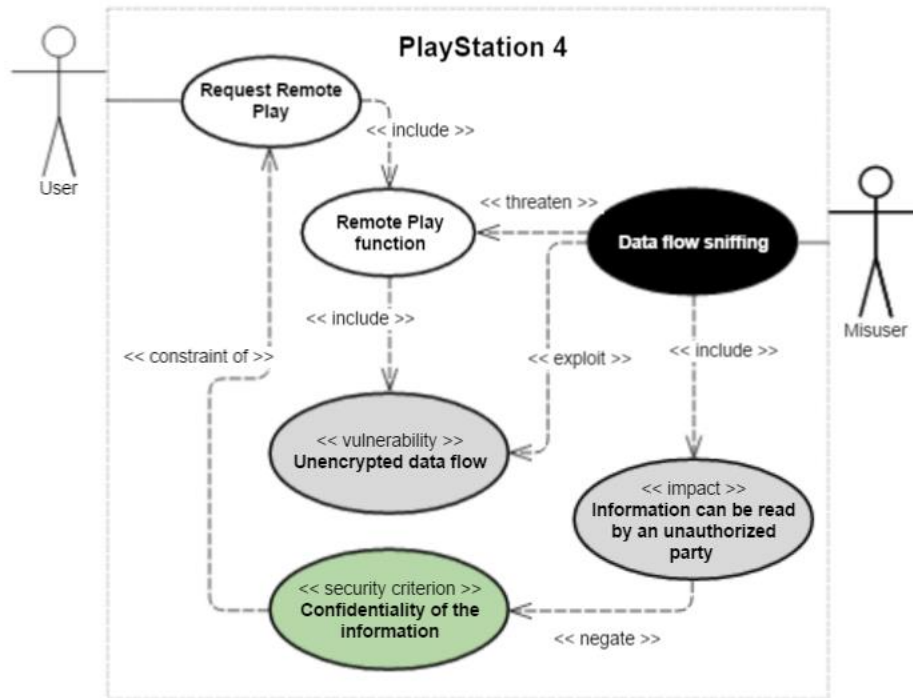 PlayStation 4
Request Remote
Play
<< include >>
User
Remote Play
function
<< threaten >>
Data flow sniffing
Misuser
<< include >>
<< constraint of >>
<< exploit >>
<< include >>
<< vulnerability >>
Unencrypted data flow
<< impact >>
Information can be read
by an unauthorized
party
<< security criterion >>
Confidentiality of the
information
<< negate >>